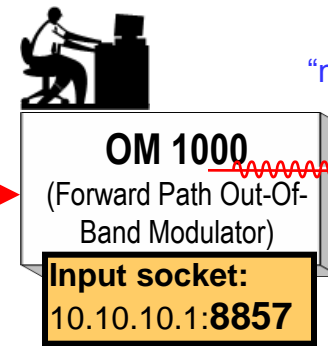 “r
OM 1000
(Forward Path Out-Of-
Band Modulator)
Input socket:
10.10.10.1:8857